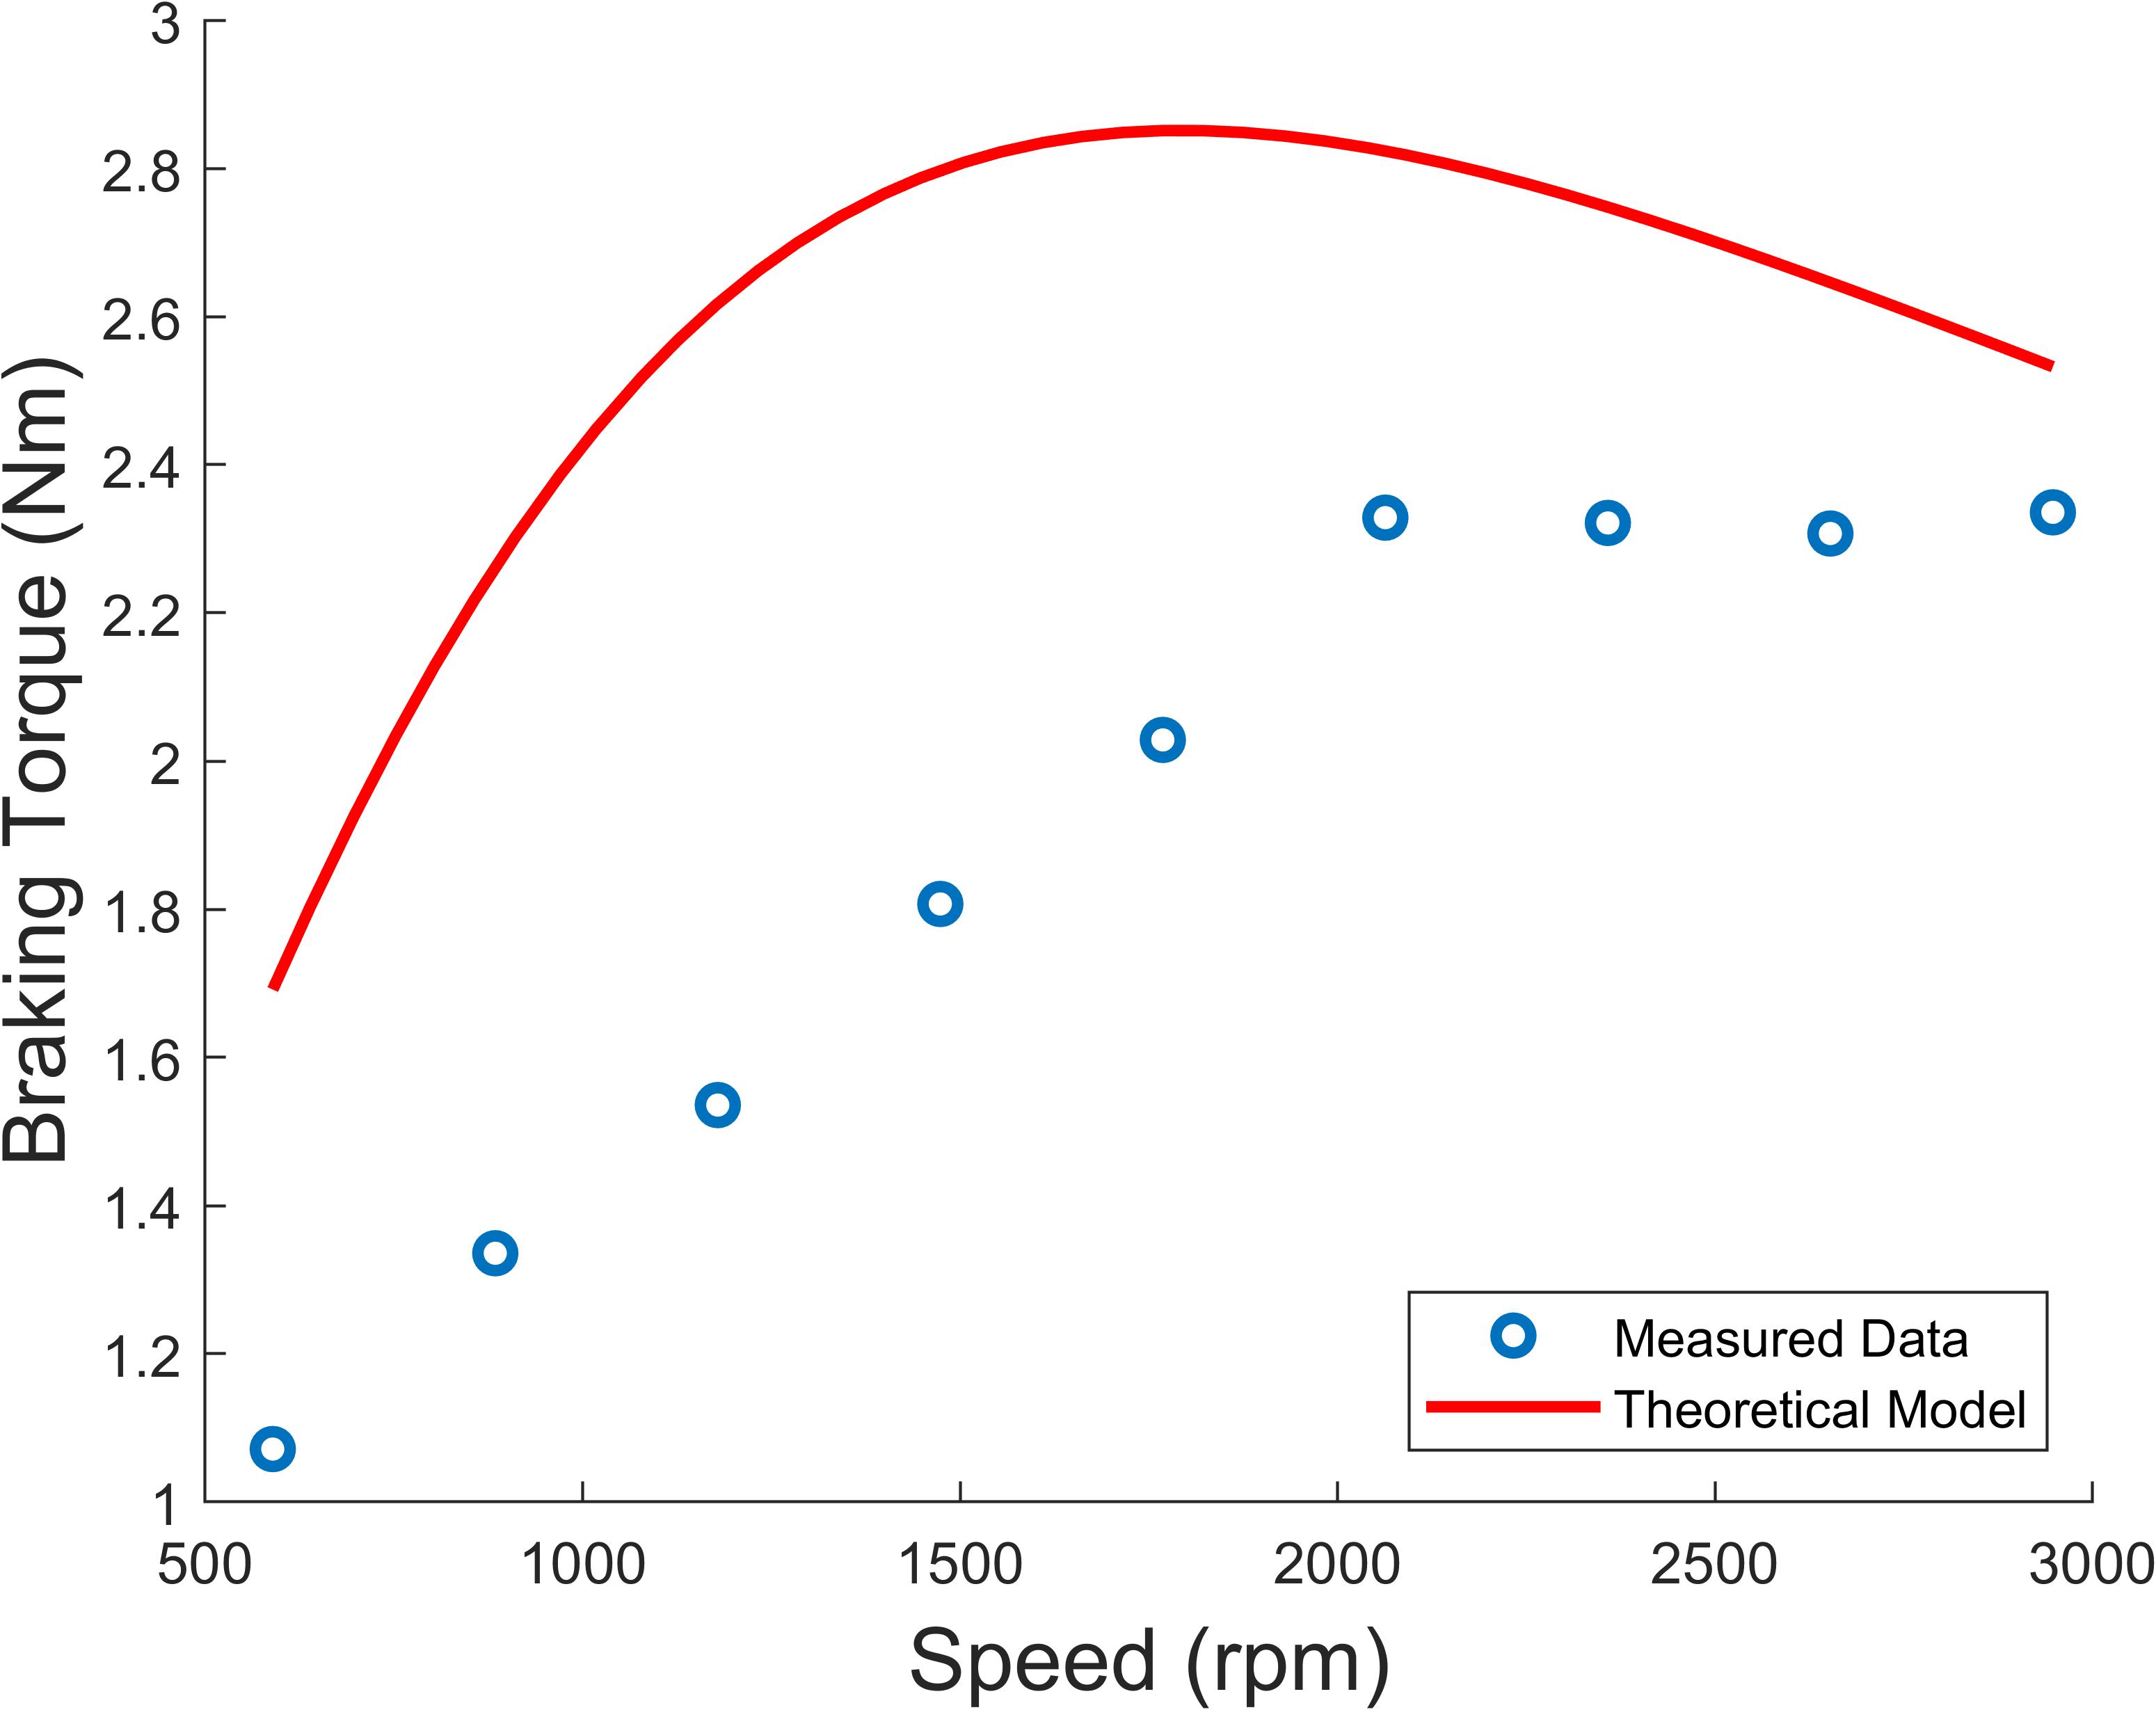 3
2.8
2.6
2.4
2.2
2
1.8
1.6
1.4
1.2
1
Braking Torque (Nm)
500 1000 1500 2000 2500 3000
Speed (rpm)
Measured Data
Theoretical Model